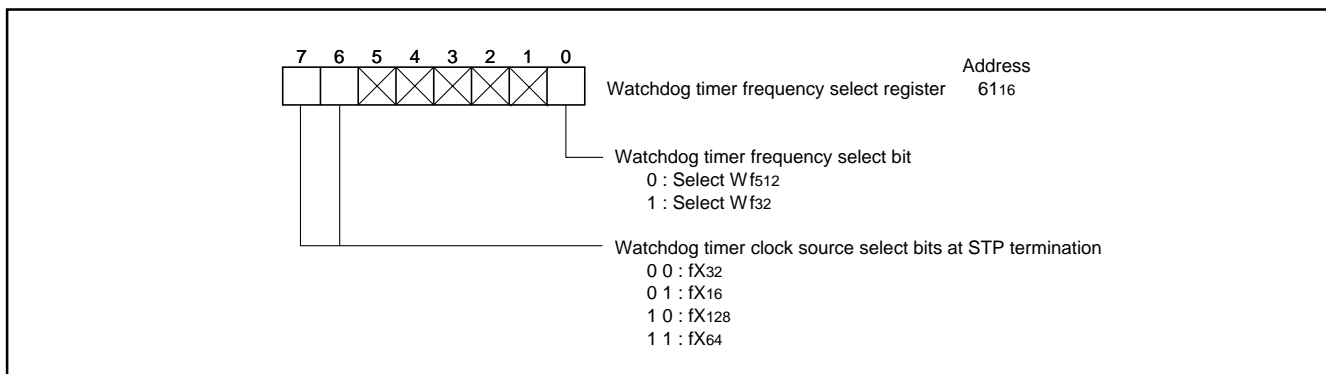 7 6 5 4 3 2 1 0
Address
Watchdog timer frequency select register 6116
Watchdog timer frequency select bit
0 : Select Wf512
1 : Select Wf32
Watchdog timer clock source select bits at STP termination
0 0 : fX32
0 1 : fX16
1 0 : fX128
1 1 : fX64